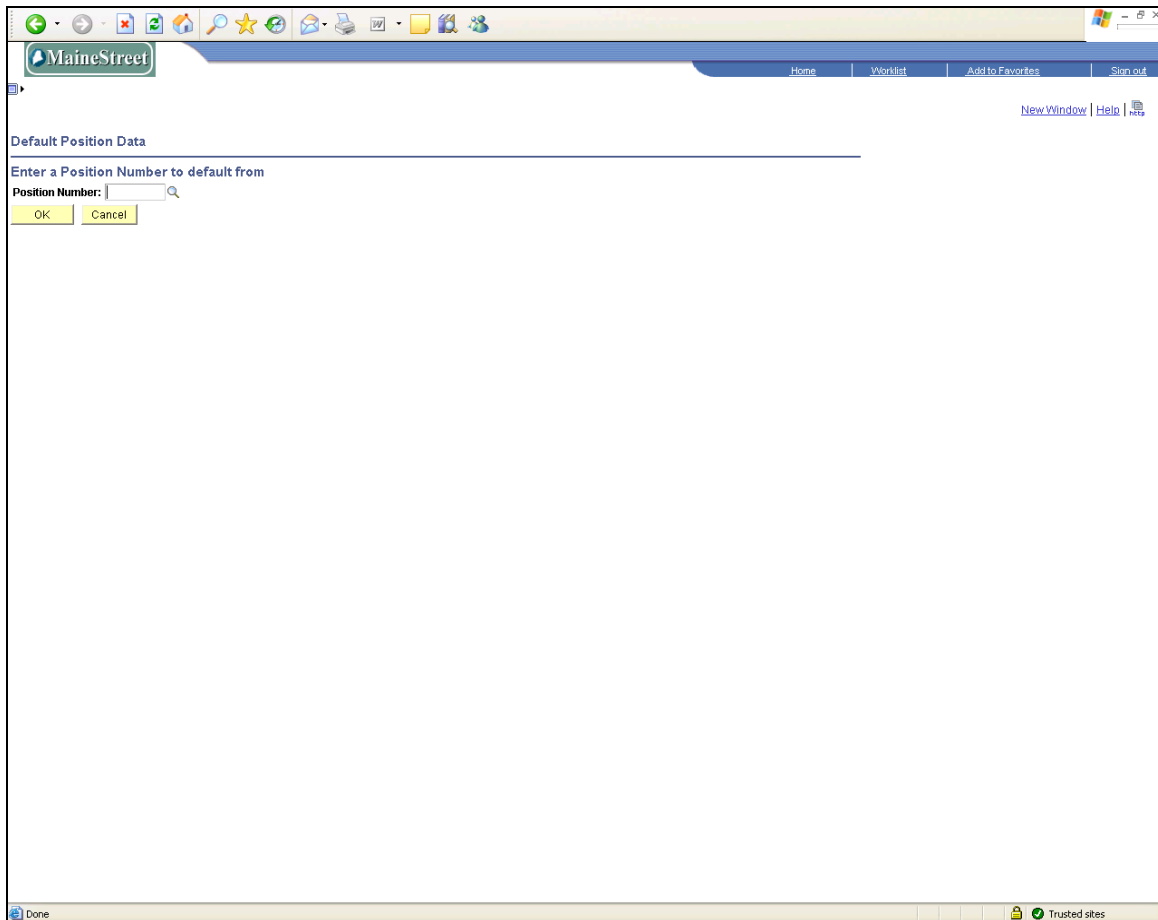 MaineStreet
Home Worklist Add to Favorites Sign out
New Window Help http
Default Position Data
Enter a Position Number to default from
Position Number:
OK Cancel
Done Trusted sites